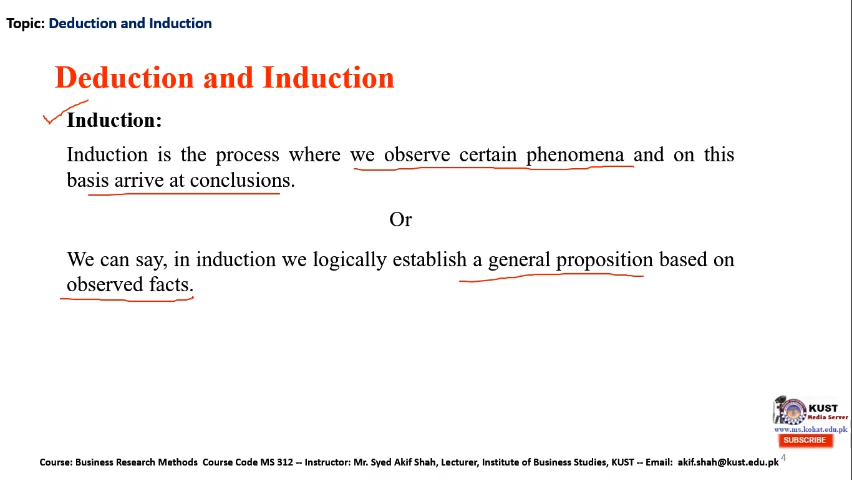 Topic: Deduction and Induction
Deduction and Induction
Induction:
Induction is the process where we observe certain phenomena and on this
basis arrive at conclusions.
Or
We can say, in induction we logically establish a general proposition based on
observed facts.
KUST
Media Server
www.ms.kohat.edu.pk
SUBSCRIBE
Course: Business Research Methods Course Code MS 312 -- Instructor: Mr. Syed Akif Shah, Lecturer, Institute of Business Studies, KUST -- Email: akif.shah@kust.edu.pk 4